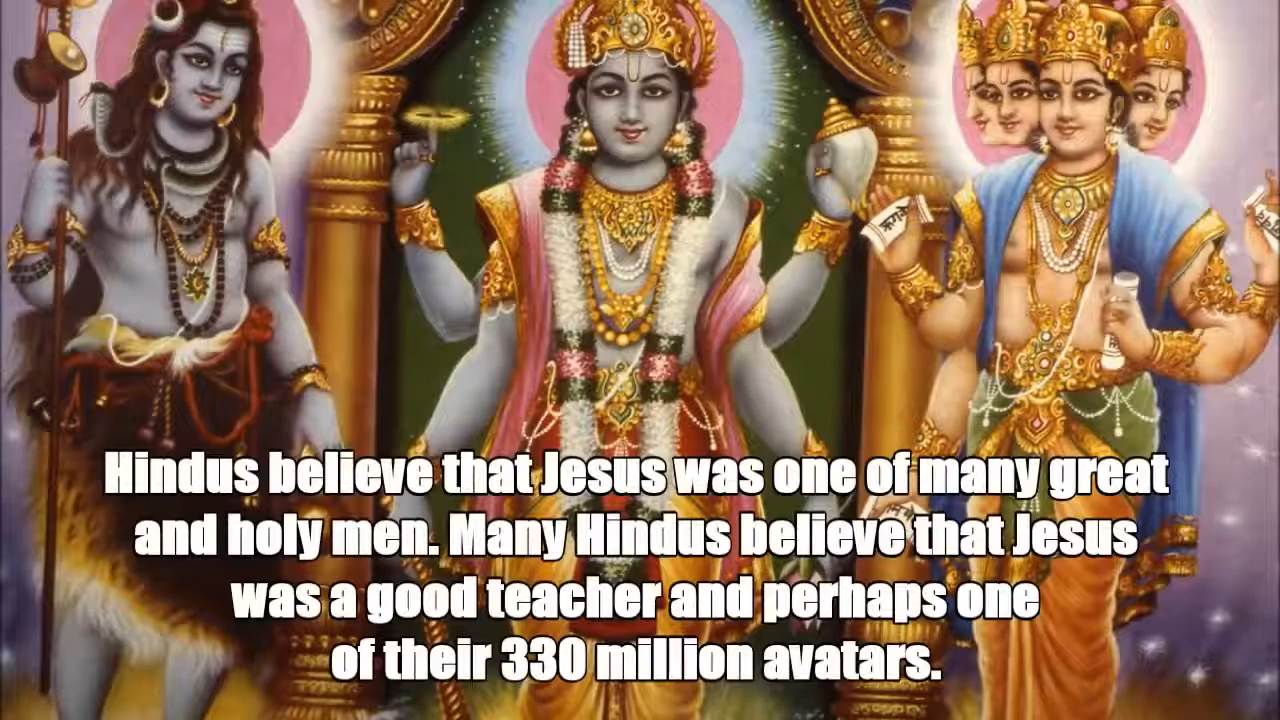 Hindus believe that Jesus was one of many great
and holy men. Many Hindus believe that Jesus
was a good teacher and perhaps one
of their 330 million avatars.